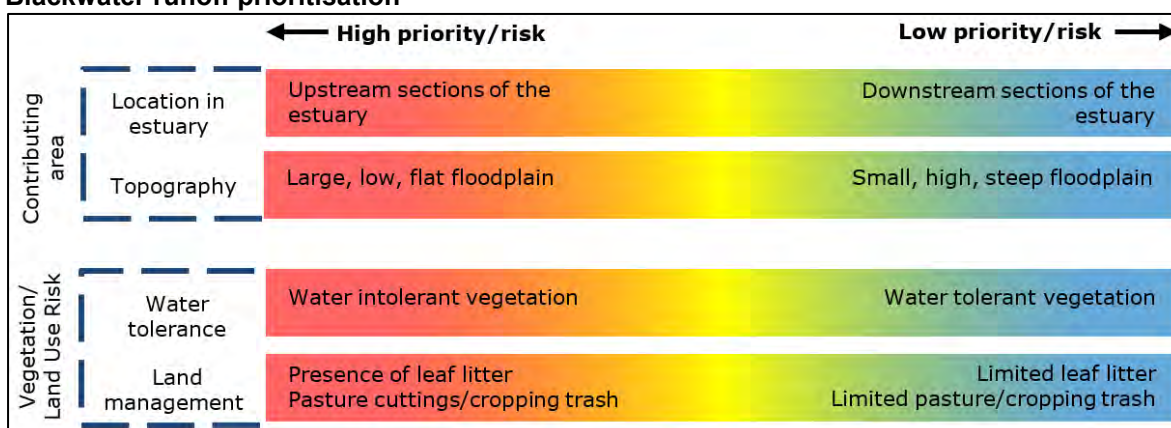 Blackwater runoff prioritisation
High priority/risk
Low priority/risk
Contributing
area
Location in
estuary
Upstream sections of the
estuary
Downstream sections of the
estuary
Topography
Large, low, flat floodplain
Small, high, steep floodplain
Vegetation/
Land Use Risk
Water
tolerance
Water intolerant vegetation
Water tolerant vegetation
Land
management
Presence of leaf litter
Pasture cuttings/cropping trash
Limited leaf litter
Limited pasture/cropping trash